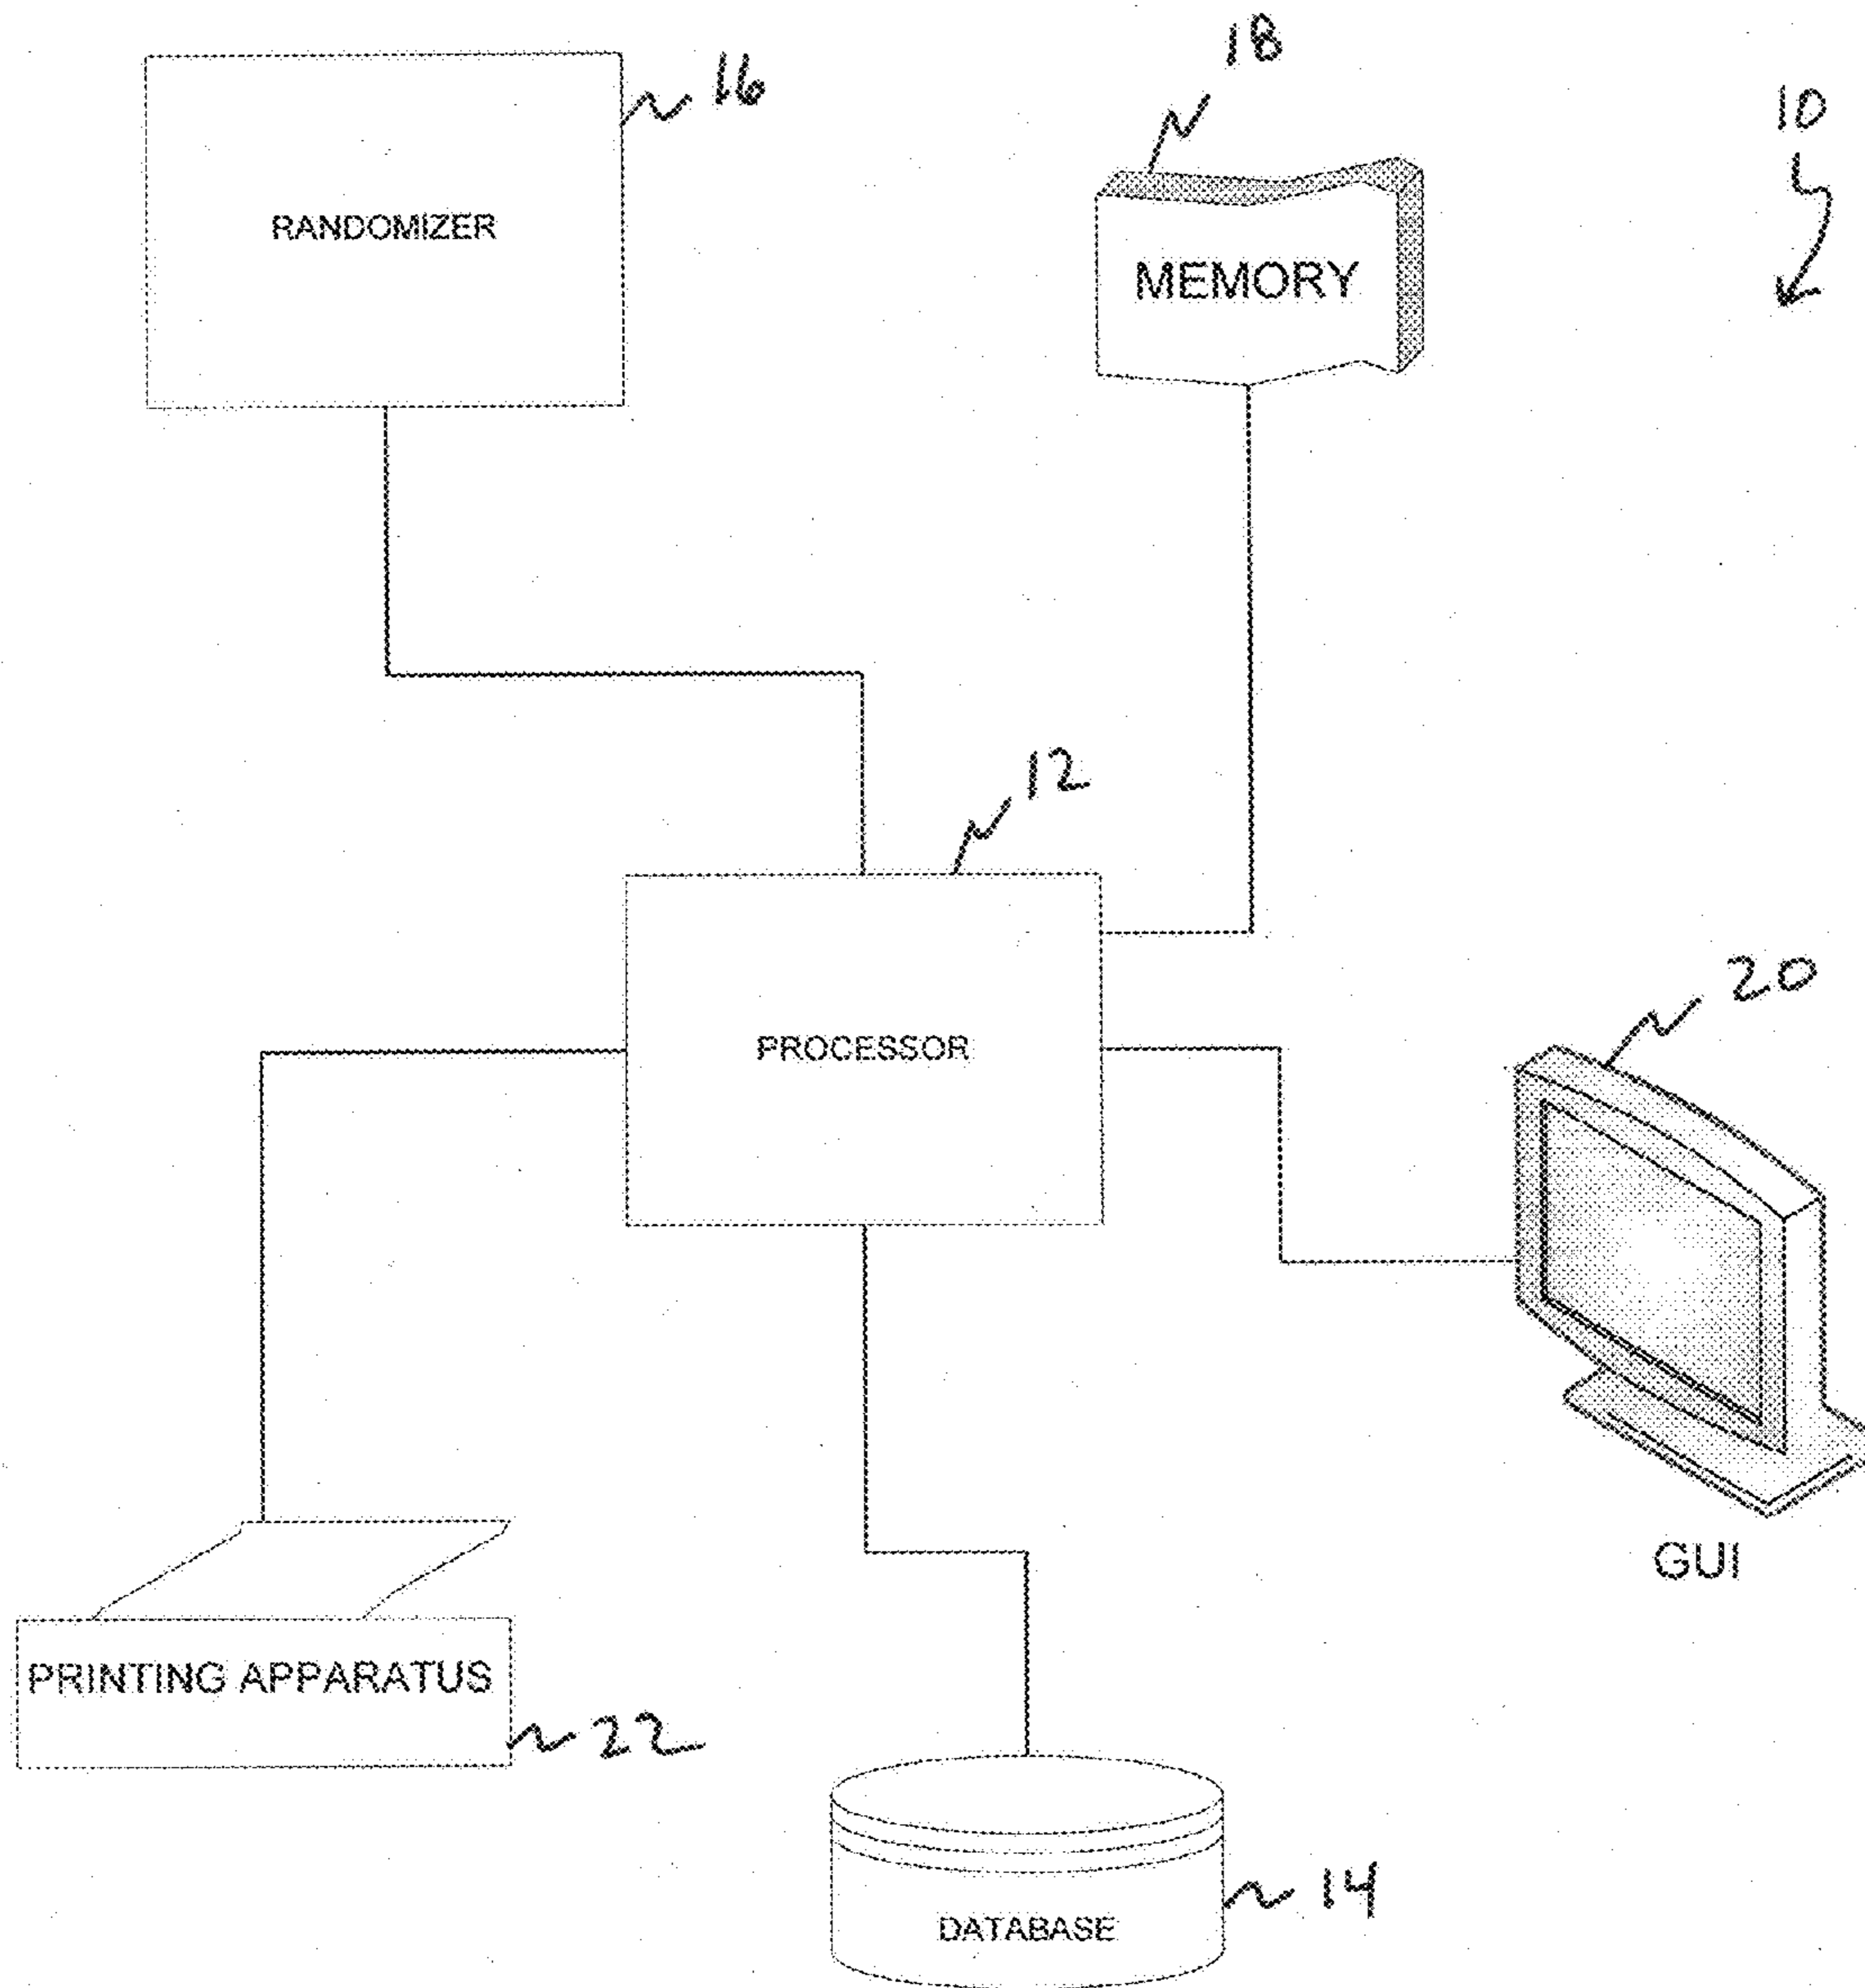 18
10
16
RANDOMIZER
MEMORY
12
PROCESSOR
20
GUI
PRINTING APPARATUS
22
14
DATABASE